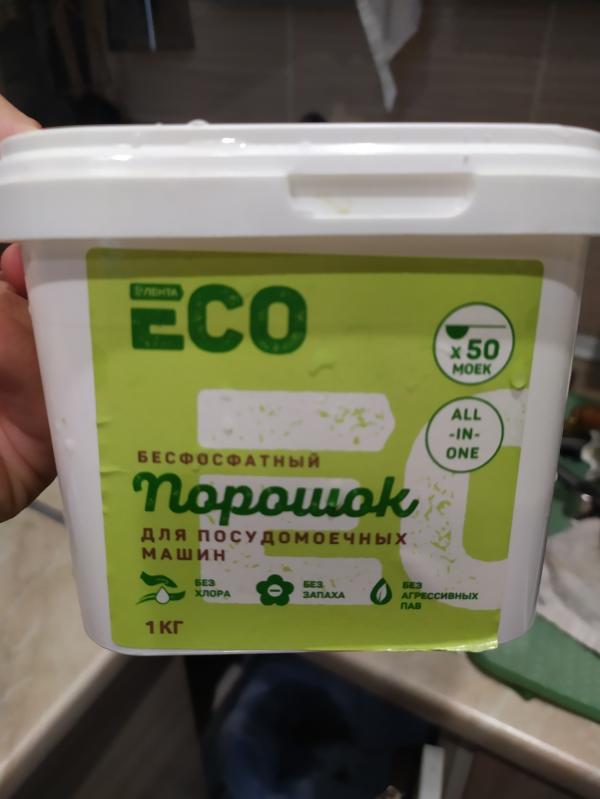 ЛЕНТА
ECO
x 50
МОЕК
ALL
-IN-
ONE
БЕСФОСФАТНЫЙ
Порошок
ДЛЯ ПОСУДОМОЕЧНЫХ
МАШИН
БЕЗ
ХЛОРА
БЕЗ
ЗАПАХА
БЕЗ
АГРЕССИВНЫХ
ПАВ
1 КГ